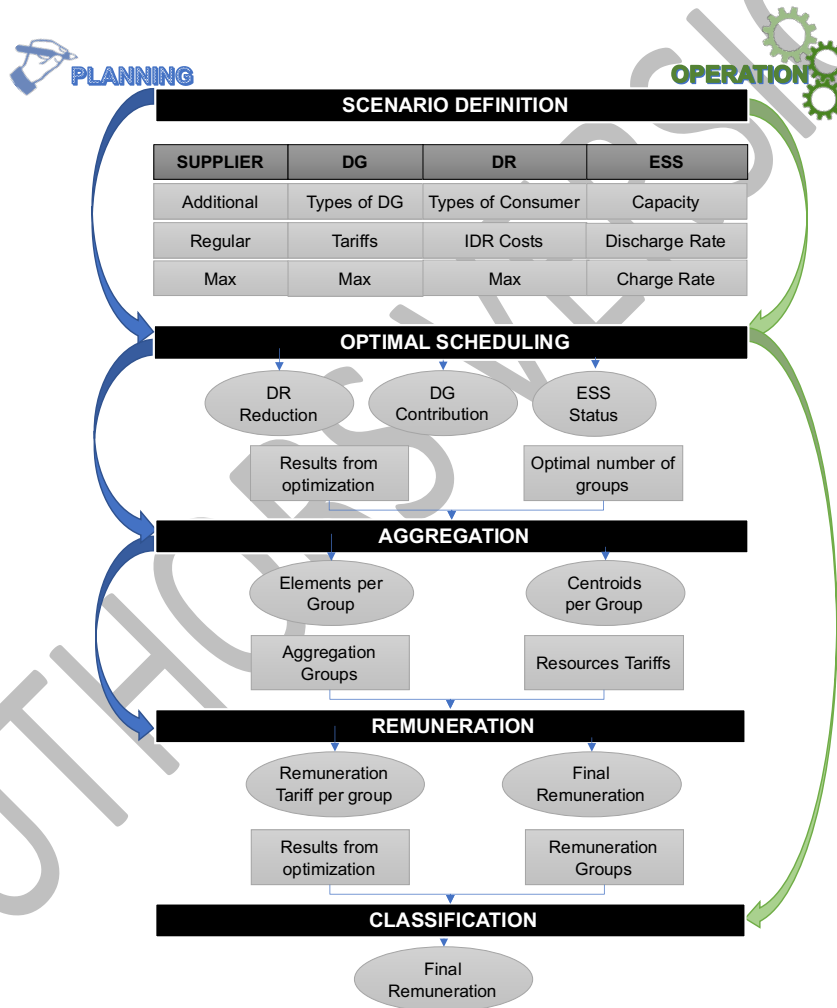 PLANNING
OPERATION
SCENARIO DEFINITION
SUPPLIER DG DR ESS
Additional Types of DG Types of Consumer Capacity
Regular Tariffs IDR Costs Discharge Rate
Max Max Max Charge Rate
OPTIMAL SCHEDULING
DR
Reduction
DG
Contribution
ESS
Status
Results from
optimization
Optimal number of
groups
AGGREGATION
Elements per
Group
Centroids
per Group
Aggregation
Groups
Resources Tariffs
REMUNERATION
Remuneration
Tariff per group
Final
Remuneration
Results from
optimization
Remuneration
Groups
CLASSIFICATION
Final
Remuneration